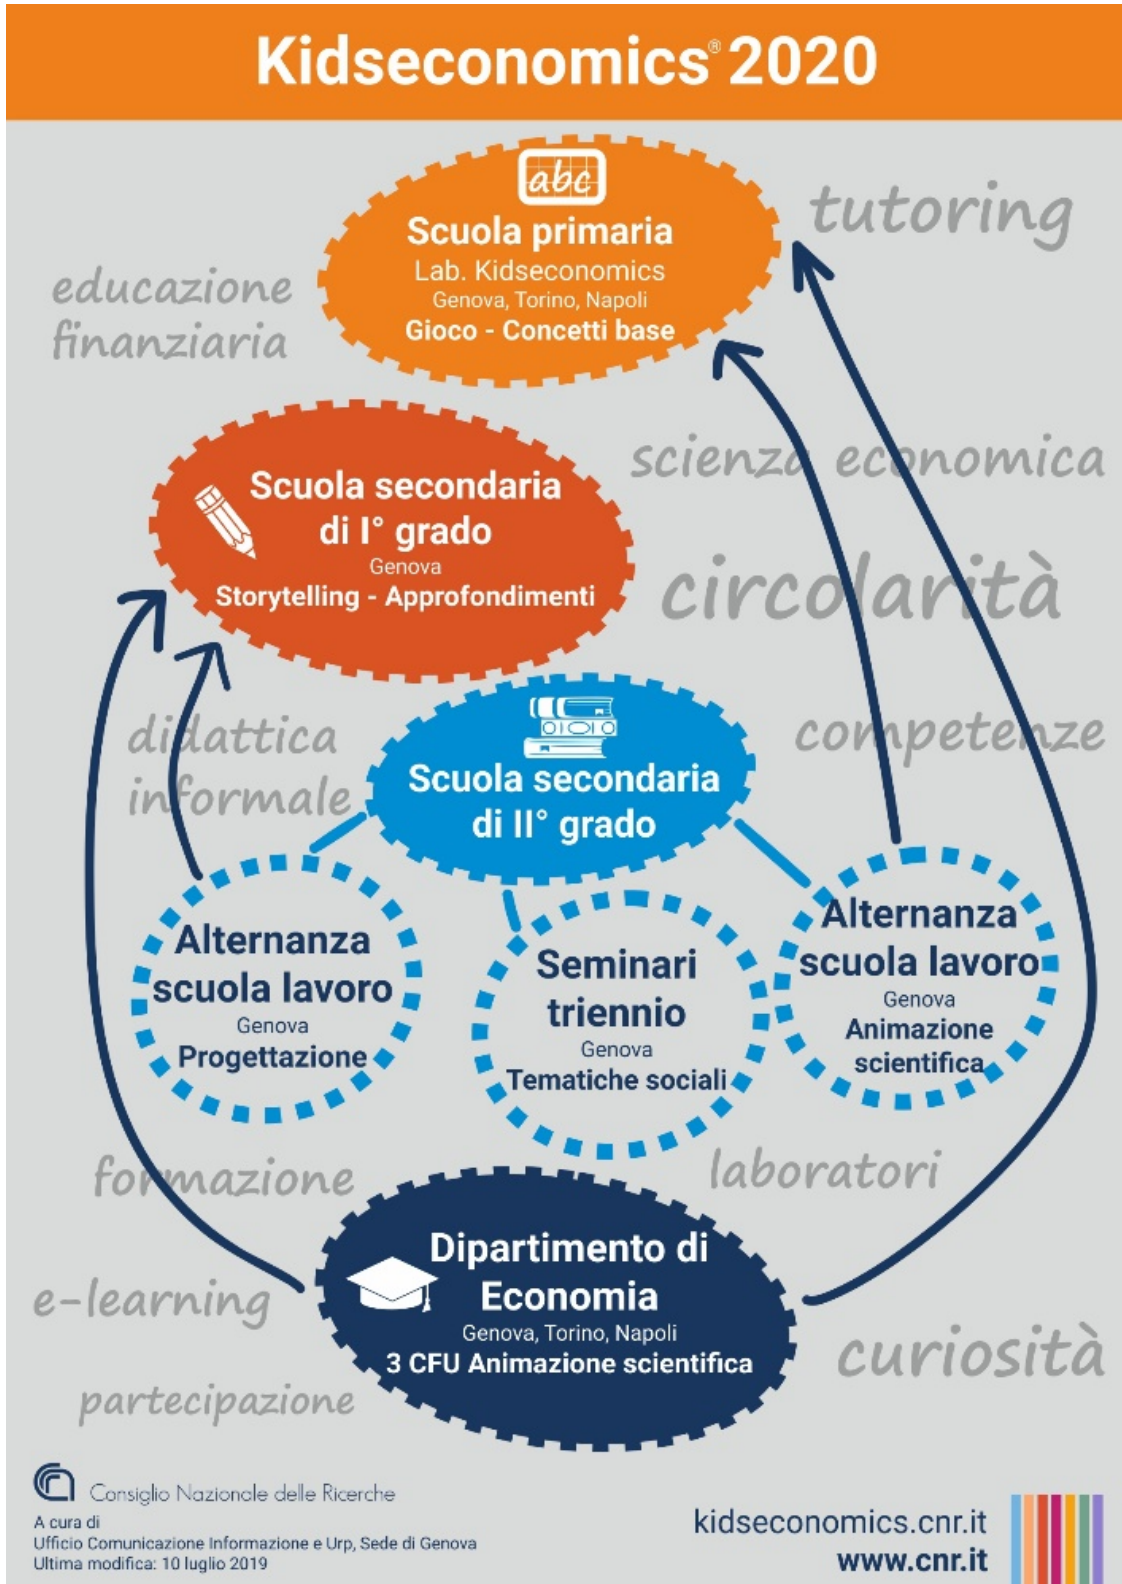 Kidseconomics® 2020
abc
Scuola primaria
Lab. Kidseconomics
Genova, Torino, Napoli
Gioco - Concetti base
tutoring
educazione
finanziaria
Scuola secondaria
di I° grado
Genova
Storytelling - Approfondimenti
scienza economica
circolarità
didattica
informale
competenze
Scuola secondaria
di II° grado
Alternanza
scuola lavoro
Genova
Progettazione
Seminari
triennio
Genova
Tematiche sociali
Alternanza
scuola lavoro
Genova
Animazione
scientifica
formazione
laboratori
Dipartimento di
Economia
Genova, Torino, Napoli
3 CFU Animazione scientifica
e-learning
curiosità
partecipazione
Consiglio Nazionale delle Ricerche
A cura di
Ufficio Comunicazione Informazione e Urp, Sede di Genova
Ultima modifica: 10 luglio 2019
kidseconomics.cnr.it
www.cnr.it